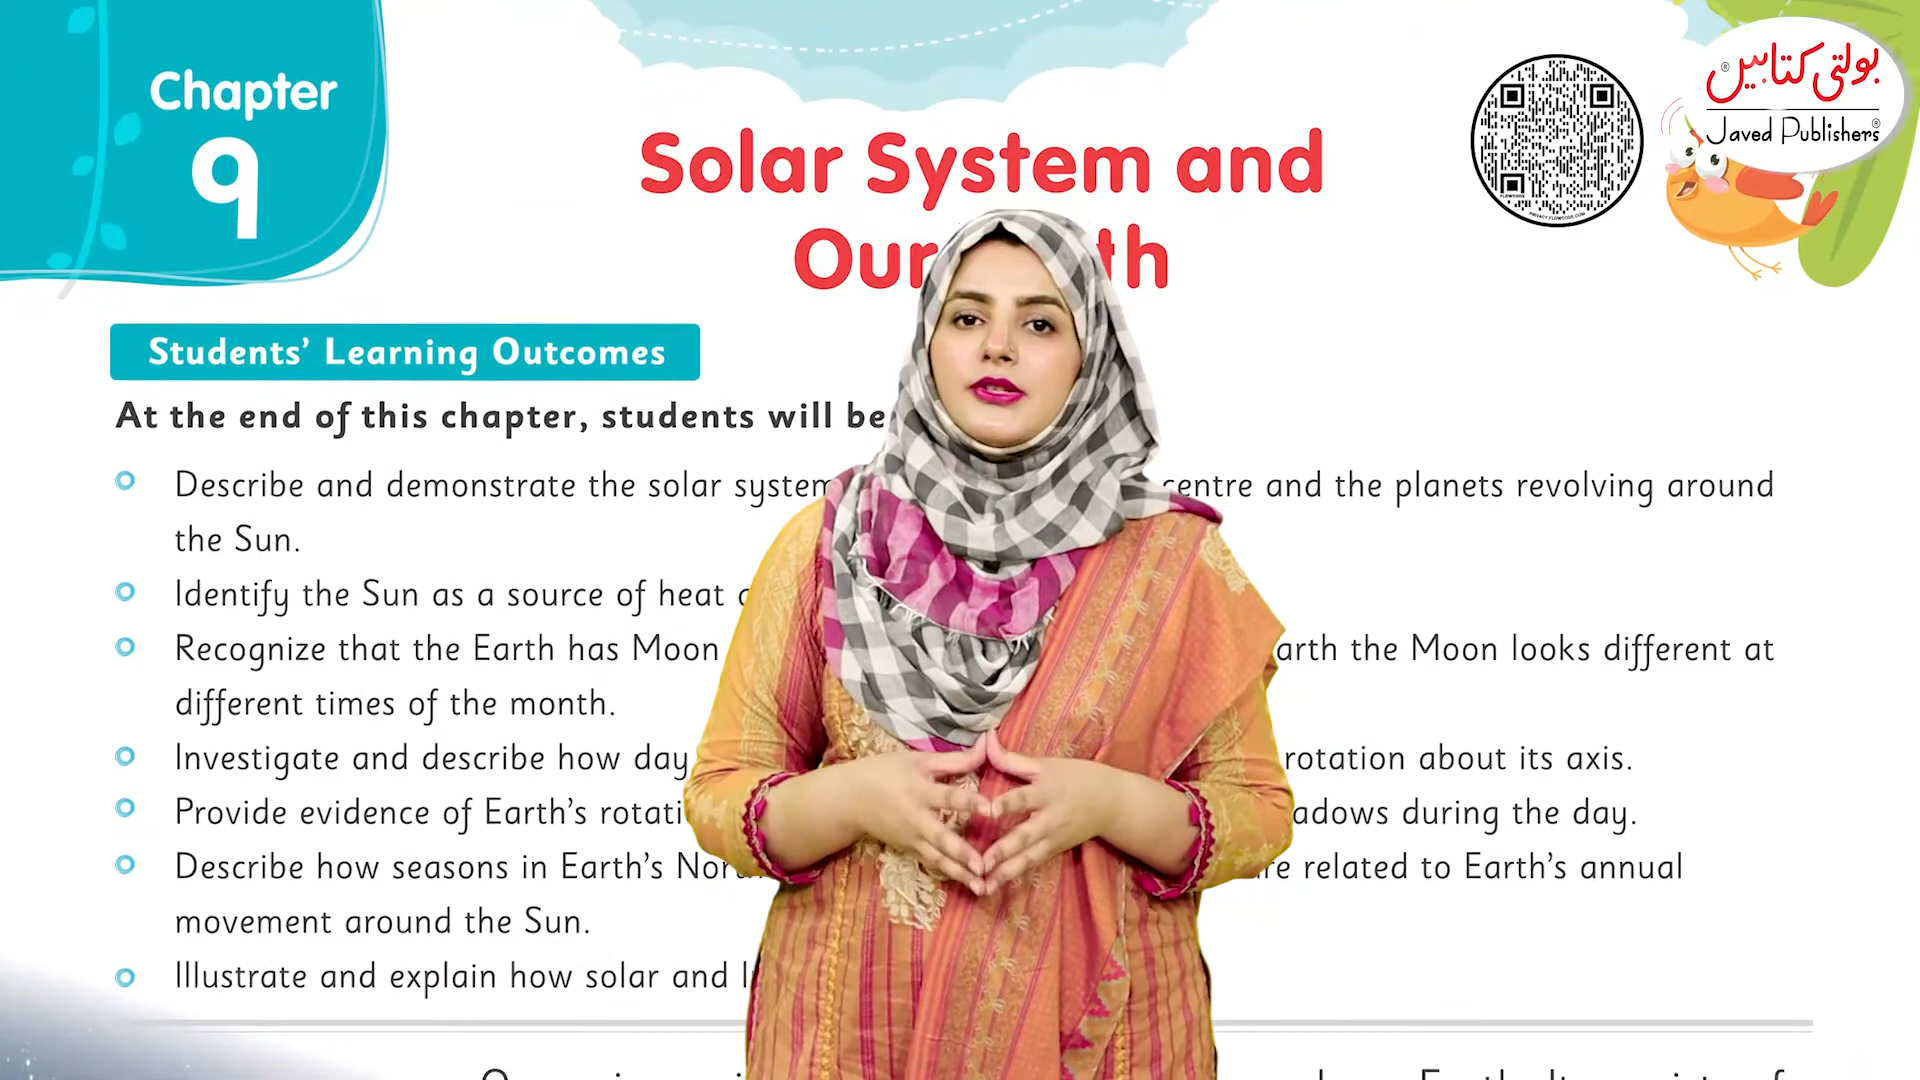 Chapter
9
Solar System and
Our th
بولتی کتابیں ®
Javed Publishers®
Students’ Learning Outcomes
At the end of this chapter, students will be
Describe and demonstrate the solar system centre and the planets revolving around
the Sun.
Identify the Sun as a source of heat
Recognize that the Earth has Moon arth the Moon looks different at
different times of the month.
Investigate and describe how day rotation about its axis.
Provide evidence of Earth’s rotati adows during the day.
Describe how seasons in Earth’s Nor re related to Earth’s annual
movement around the Sun.
Illustrate and explain how solar and